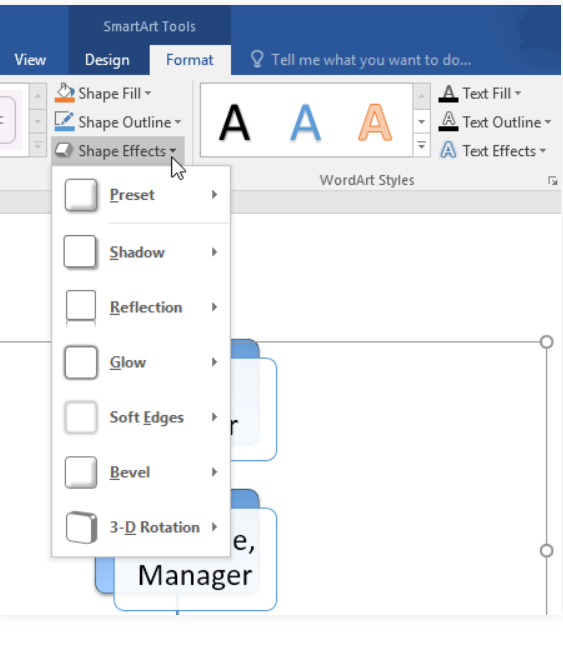 SmartArt Tools
View Design Format Tell me what you want to do...
Shape Fill
Shape Outline
Shape Effects
A A A
A Text Fill
A Text Outline
A Text Effects
WordArt Styles
Preset
Shadow
Reflection
Glow
Soft Edges
Bevel
3-D Rotation
r
e,
Manager